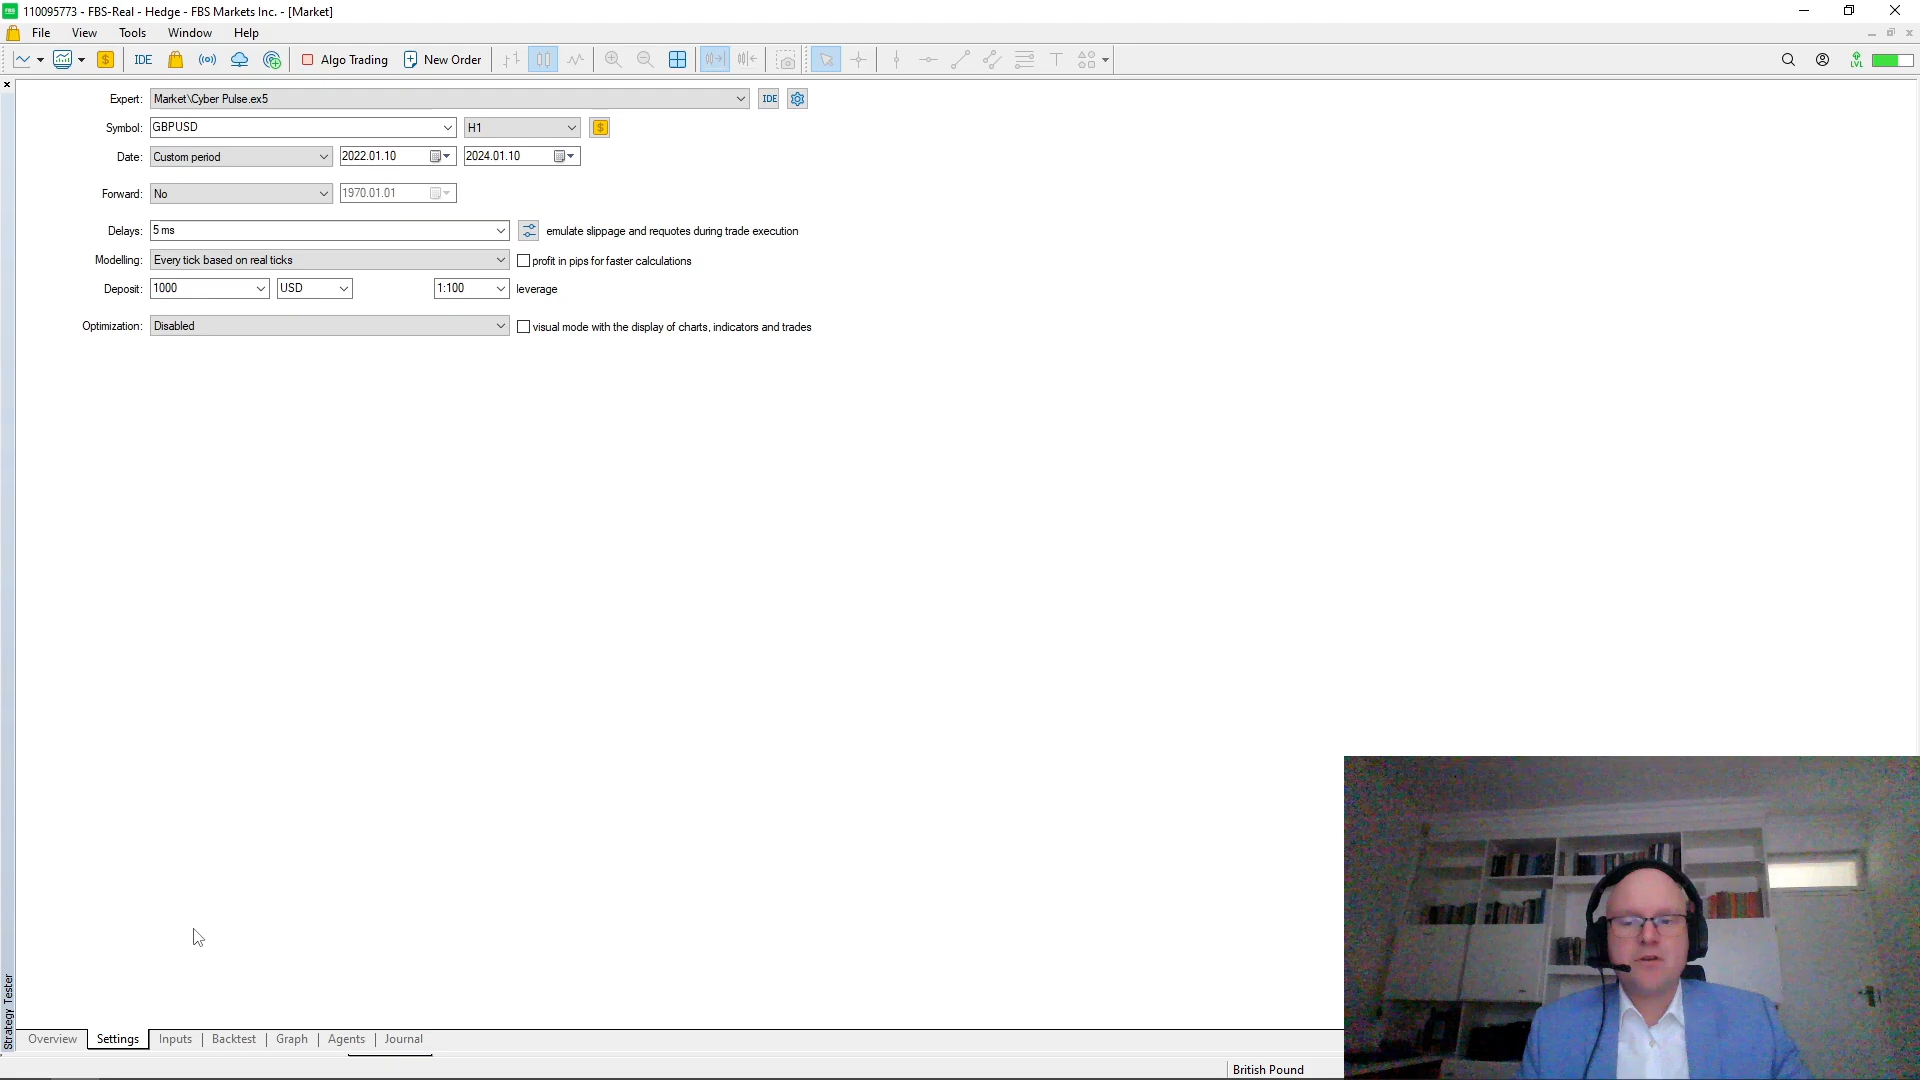 110095773 - FBS-Real - Hedge - FBS Markets Inc. - [Market]
File View Tools Window Help
IDE Algo Trading New Order LVL
Expert: Market\Cyber Pulse.ex5 IDE
Symbol: GBPUSD H1
Date: Custom period 2022.01.10 2024.01.10
Forward: No 1970.01.01
Delays: 5 ms emulate slippage and requotes during trade execution
Modelling: Every tick based on real ticks profit in pips for faster calculations
Deposit: 1000 USD 1:100 leverage
Optimization: Disabled visual mode with the display of charts, indicators and trades
Strategy Tester
Overview Settings Inputs Backtest Graph Agents Journal
British Pound